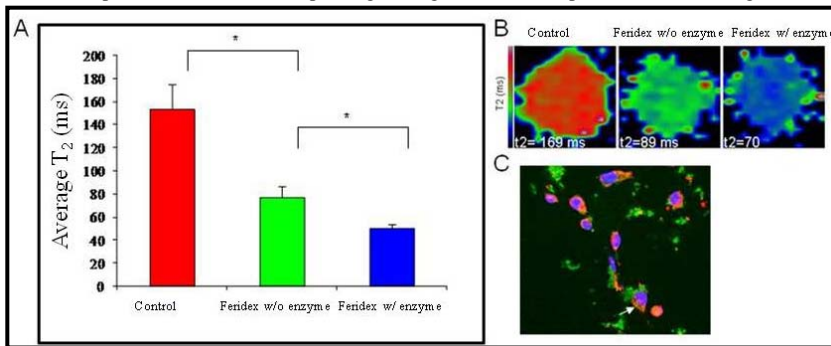 A
*
*
200
180
160
140
120
100
80
60
40
20
0
Average T2 (ms)
Control
Feridex w/o enzyme
Feridex w/ enzyme
B
Control
Feridex w/o enzyme
Feridex w/ enzyme
T2 (ms)
t2= 169 ms
t2=89 ms
t2=70
C